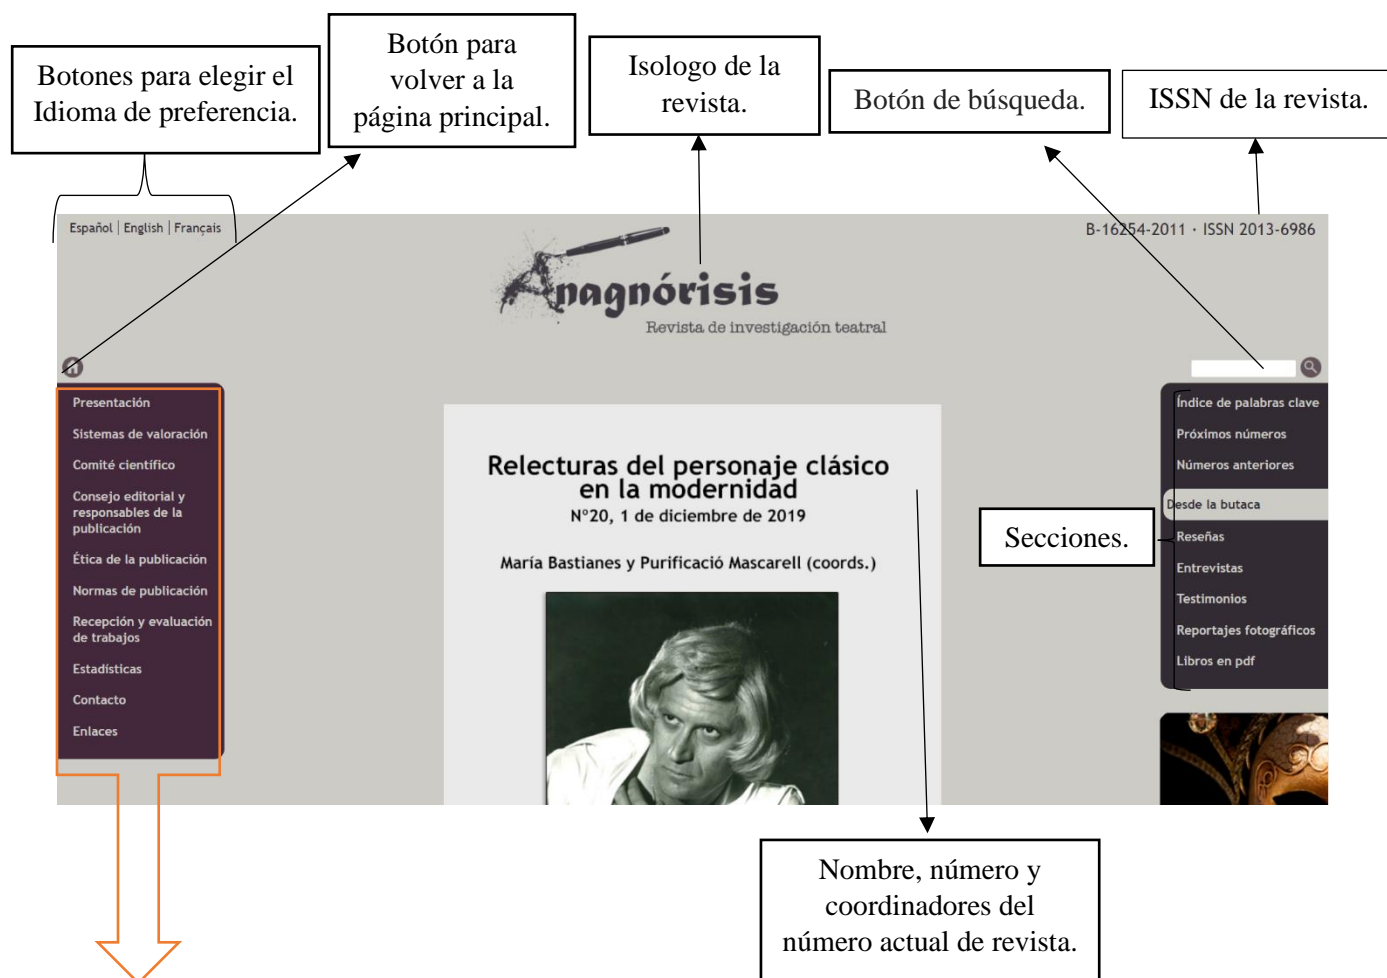 Botones para elegir el
Idioma de preferencia.
Botón para
volver a la
página principal.
Isologo de la
revista.
Botón de búsqueda.
ISSN de la revista.
Español | English | Français
B-16254-2011 · ISSN 2013-6986
Anagnórisis
Revista de investigación teatral
Presentación
Sistemas de valoración
Comité científico
Consejo editorial y
responsables de la
publicación
Ética de la publicación
Normas de publicación
Recepción y evaluación
de trabajos
Estadísticas
Contacto
Enlaces
Relecturas del personaje clásico
en la modernidad
Nº20, 1 de diciembre de 2019
María Bastianes y Purificació Mascarell (coords.)
Índice de palabras clave
Próximos números
Números anteriores
Desde la butaca
Reseñas
Entrevistas
Testimonios
Reportajes fotográficos
Libros en pdf
Secciones.
Nombre, número y
coordinadores del
número actual de revista.